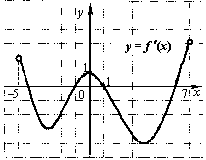 y
y = f ′(x)
1
-5 0 1 7 x